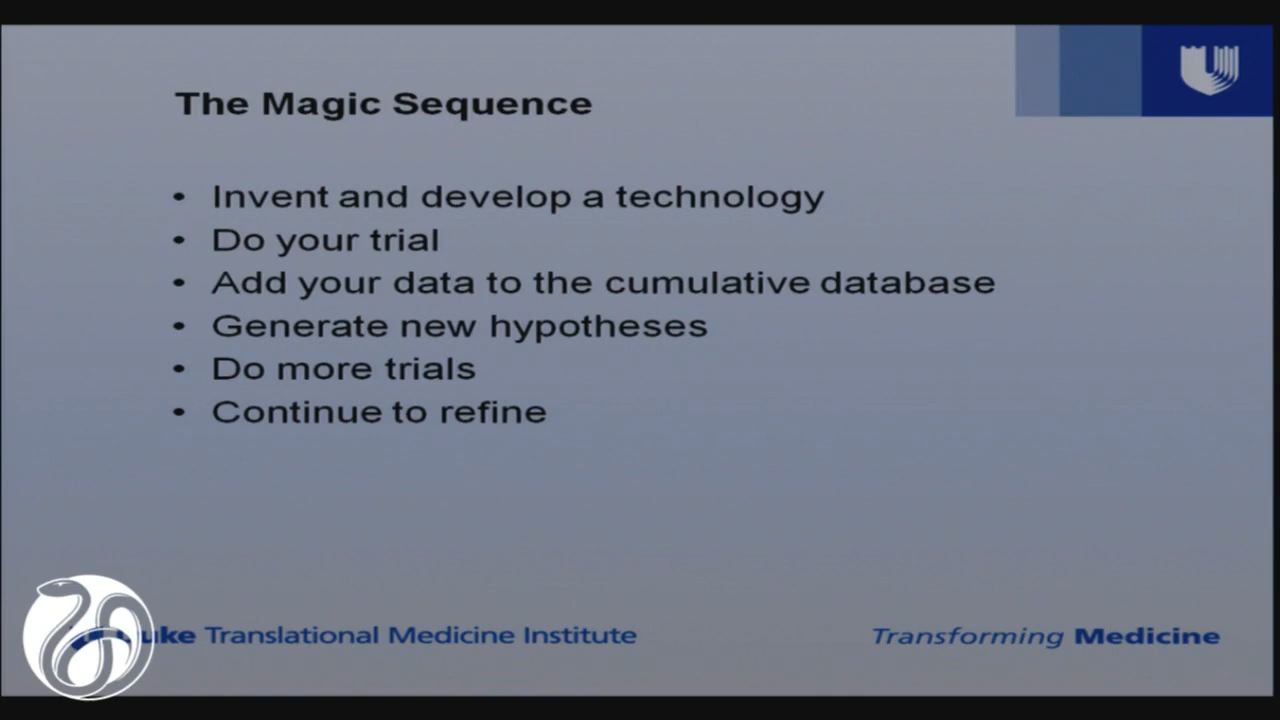 The Magic Sequence
• Invent and develop a technology
• Do your trial
• Add your data to the cumulative database
• Generate new hypotheses
• Do more trials
• Continue to refine
Translational Medicine Institute
Transforming Medicine